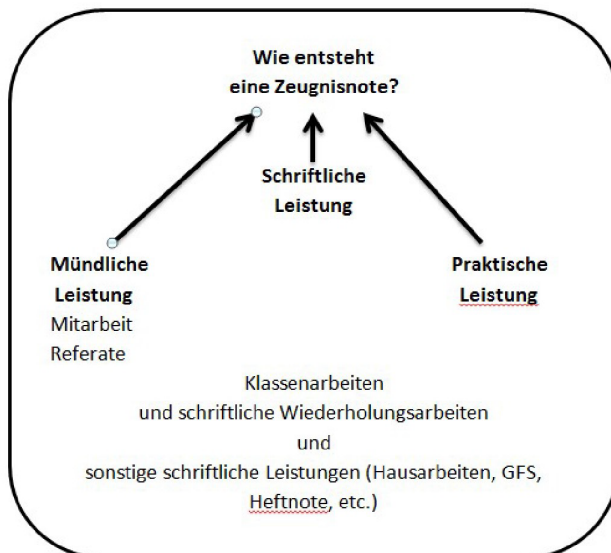 Wie entsteht
eine Zeugnisnote?
Schriftliche
Leistung
Mündliche
Leistung
Mitarbeit
Referate
Praktische
Leistung
Klassenarbeiten
und schriftliche Wiederholungsarbeiten
und
sonstige schriftliche Leistungen (Hausarbeiten, GFS,
Heftnote, etc.)